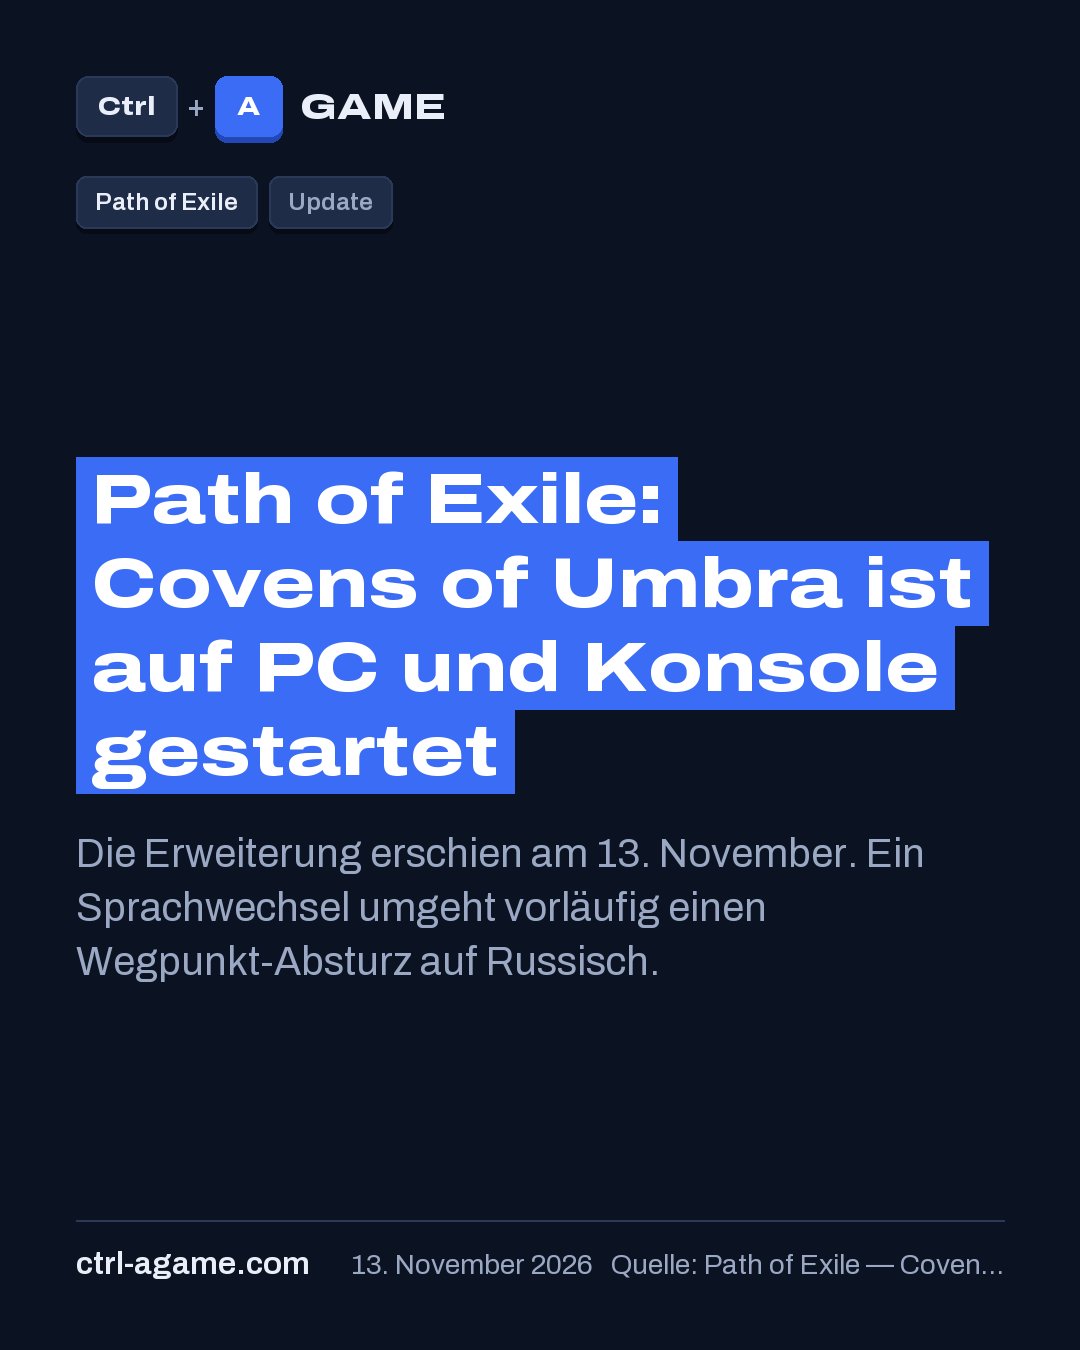 Ctrl + A GAME
Path of Exile Update
Path of Exile:
Covens of Umbra ist
auf PC und Konsole
gestartet
Die Erweiterung erschien am 13. November. Ein
Sprachwechsel umgeht vorläufig einen
Wegpunkt-Absturz auf Russisch.
ctrl-agame.com 13. November 2026 Quelle: Path of Exile — Coven...